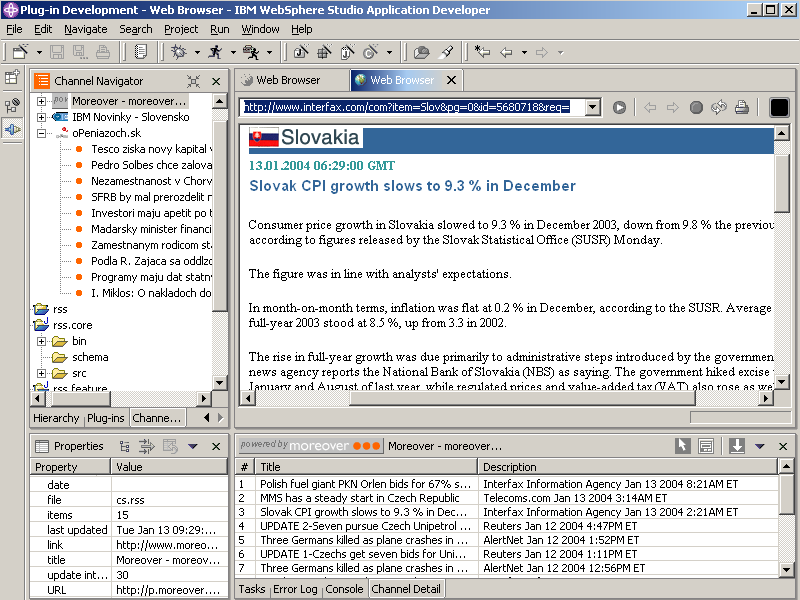 Plug-in Development - Web Browser - IBM WebSphere Studio Application Developer
File Edit Navigate Search Project Run Window Help
Channel Navigator
Moreover - moreover...
IBM Novinky - Slovensko
oPeniazoch.sk
Tesco ziska novy kapital v
Pedro Solbes chce zalova
Nezamestnanost v Chorv
SFRB by mal prerozdelit n
Investori maju apetit po t
Madarsky minister financi
Zamestnanym rodicom sta
Podla R. Zajaca sa oddlzo
Programy maju dat statn
I. Miklos: O nakladoch do
rss
rss.core
bin
schema
src
rss.feature
Hierarchy Plug-ins Channe...
Web Browser
Web Browser
http://www.interfax.com/com?item=Slov&pg=0&id=5680718&req=
Slovakia
13.01.2004 06:29:00 GMT
Slovak CPI growth slows to 9.3 % in December
Consumer price growth in Slovakia slowed to 9.3 % in December 2003, down from 9.8 % the previou
according to figures released by the Slovak Statistical Office (SUSR) Monday.
The figure was in line with analysts' expectations.
In month-on-month terms, inflation was flat at 0.2 % in December, according to the SUSR. Average
full-year 2003 stood at 8.5 %, up from 3.3 in 2002.
The rise in full-year growth was due primarily to administrative steps introduced by the governmen
news agency reports the National Bank of Slovakia (NBS) as saying. The government hiked excise
January and August of last year, while regulated prices and value-added tax (VAT) also rose as we
Properties
Property Value
date
file cs.rss
items 15
last updated Tue Jan 13 09:29:...
link http://www.moreo...
title Moreover - moreov...
update int... 30
URL http://p.moreover....
powered by moreover Moreover - moreover...
# Title Description
1 Polish fuel giant PKN Orlen bids for 67% s... Interfax Information Agency Jan 13 2004 8:21AM ET
2 MMS has a steady start in Czech Republic Telecoms.com Jan 13 2004 3:14AM ET
3 Slovak CPI growth slows to 9.3 % in Dec... Interfax Information Agency Jan 13 2004 2:21AM ET
4 UPDATE 2-Seven pursue Czech Unipetrol ... Reuters Jan 12 2004 4:47PM ET
5 Three Germans killed as plane crashes in ... AlertNet Jan 12 2004 1:52PM ET
6 UPDATE 1-Czechs get seven bids for Uni... Reuters Jan 12 2004 1:11PM ET
7 Three Germans killed as plane crashes in ... AlertNet Jan 12 2004 12:56PM ET
Tasks Error Log Console Channel Detail